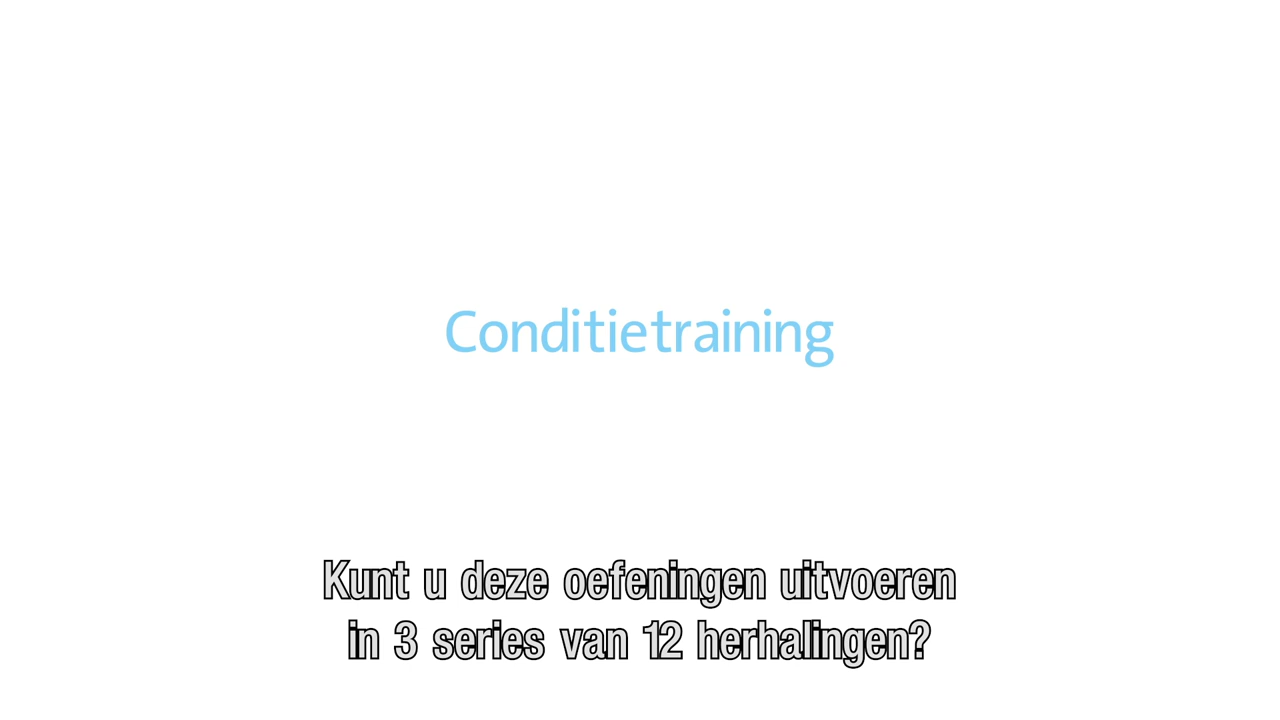 Conditietraining
Kunt u deze oefeningen uitvoeren
in 3 series van 12 herhalingen?